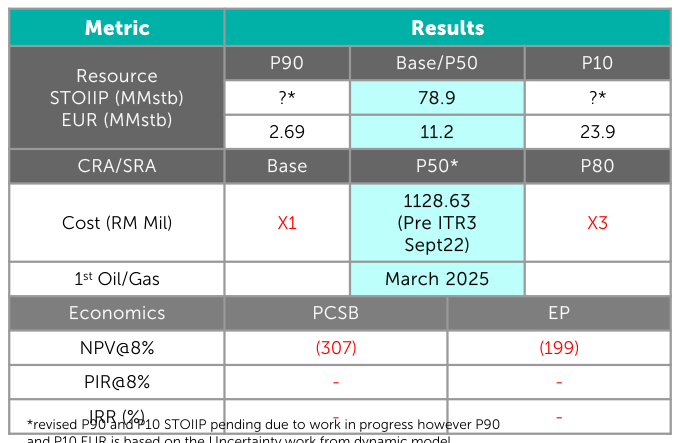 Metric Results
Resource
STOIIP (MMstb)
EUR (MMstb)
P90 Base/P50 P10
?* 78.9 ?*
2.69 11.2 23.9
CRA/SRA Base P50* P80
Cost (RM Mil) X1 1128.63 (Pre ITR3 Sept22) X3
1st Oil/Gas March 2025
Economics PCSB EP
NPV@8% (307) (199)
PIR@8% - -
IRR (%) - -
*revised P90 and P10 STOIIP pending due to work in progress however P90
and P10 EUR is based on the Uncertainty work from dynamic model